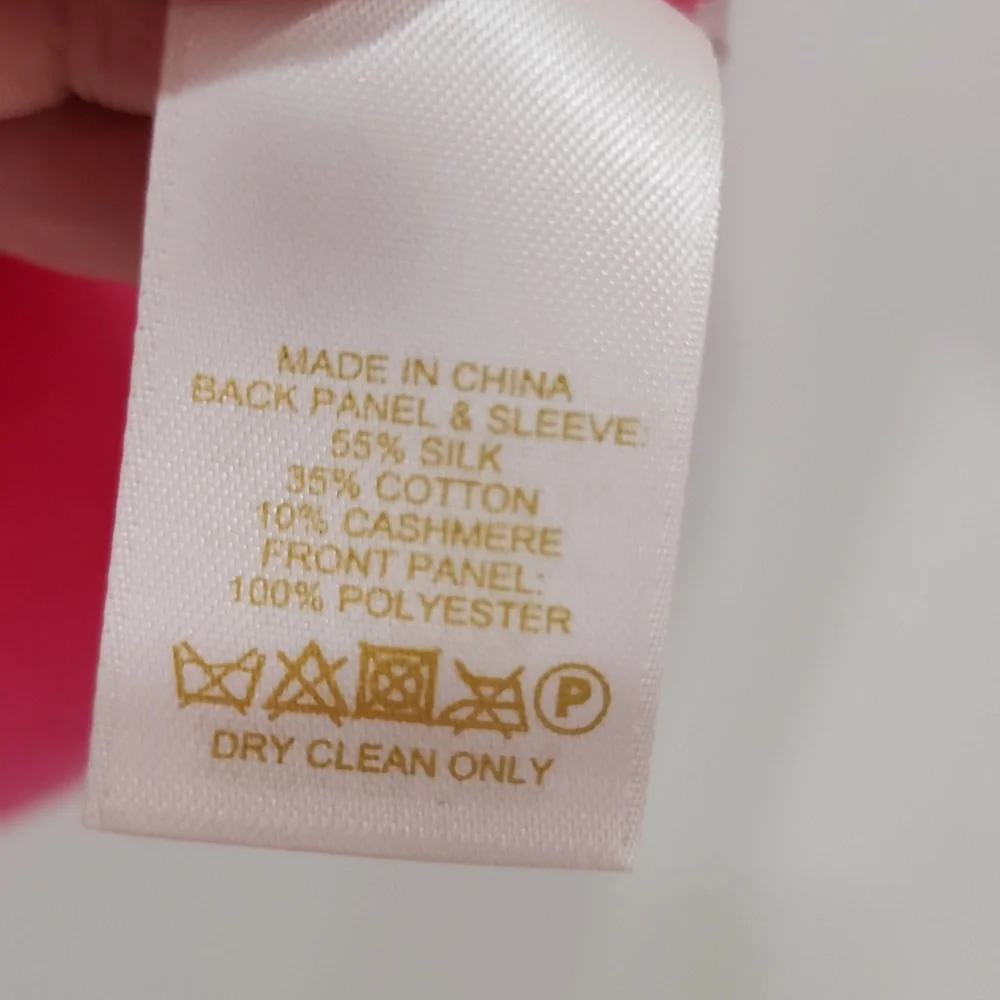 MADE IN CHINA
BACK PANEL & SLEEVE:
55% SILK
35% COTTON
10% CASHMERE
FRONT PANEL:
100% POLYESTER
P
DRY CLEAN ONLY